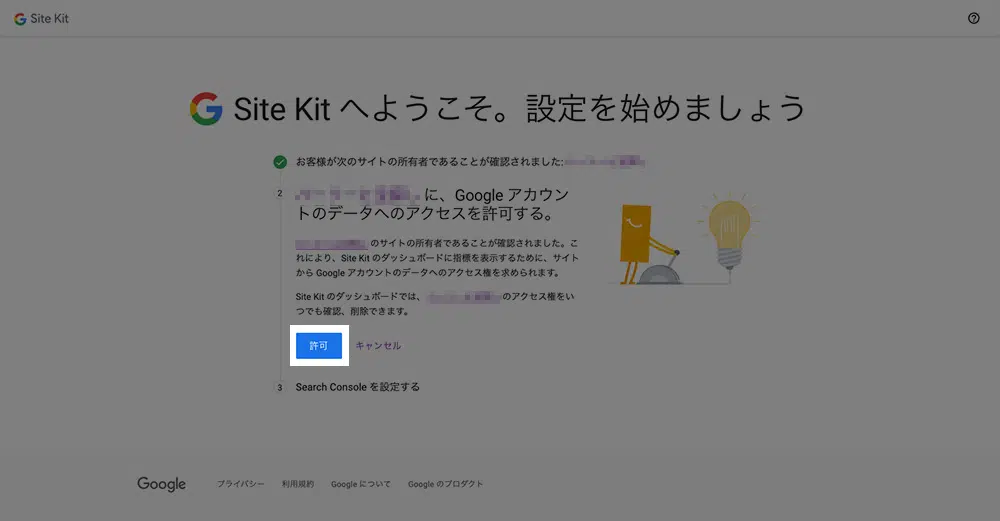 Site Kit
Site Kit へようこそ。設定を始めましょう
お客様が次のサイトの所有者であることが確認されました:
2
に、Google アカウン
トのデータへのアクセスを許可する。
のサイトの所有者であることが確認されました。こ
れにより、Site Kit のダッシュボードに指標を表示するために、サイト
から Google アカウントのデータへのアクセス権を求められます。
Site Kit のダッシュボードでは、 のアクセス権をい
つでも確認、削除できます。
許可 キャンセル
3 Search Console を設定する
Google プライバシー 利用規約 Google について Google のプロダクト